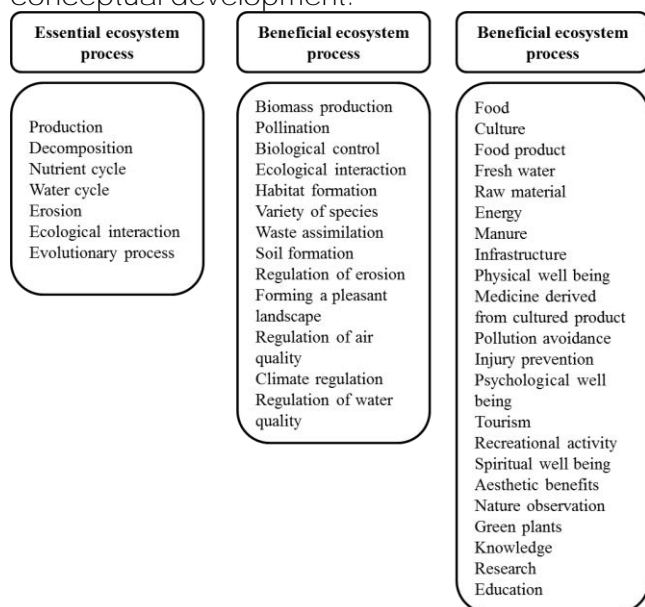 conceptual development.
Essential ecosystem
process
Production
Decomposition
Nutrient cycle
Water cycle
Erosion
Ecological interaction
Evolutionary process
Beneficial ecosystem
process
Biomass production
Pollination
Biological control
Ecological interaction
Habitat formation
Variety of species
Waste assimilation
Soil formation
Regulation of erosion
Forming a pleasant
landscape
Regulation of air
quality
Climate regulation
Regulation of water
quality
Beneficial ecosystem
process
Food
Culture
Food product
Fresh water
Raw material
Energy
Manure
Infrastructure
Physical well being
Medicine derived
from cultured product
Pollution avoidance
Injury prevention
Psychological well
being
Tourism
Recreational activity
Spiritual well being
Aesthetic benefits
Nature observation
Green plants
Knowledge
Research
Education